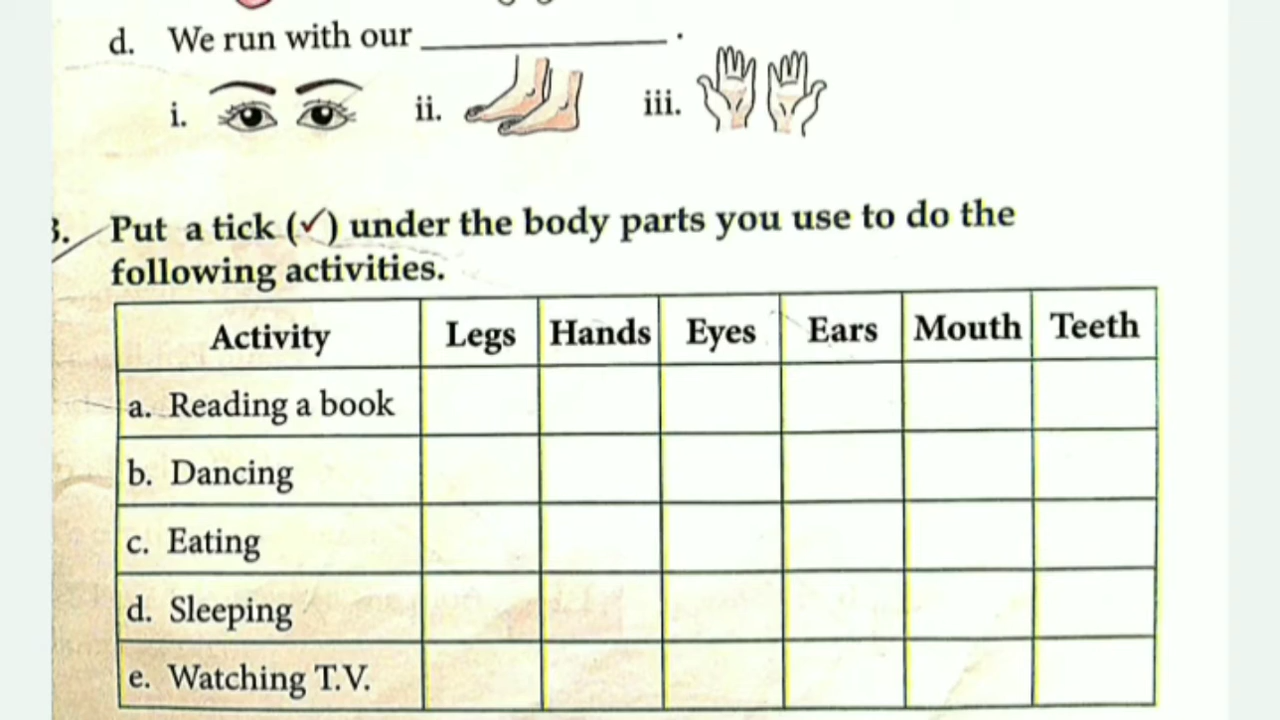 d. We run with our ____________ .
i. ii. iii.
3. Put a tick (✓) under the body parts you use to do the
following activities.
Activity Legs Hands Eyes Ears Mouth Teeth
a. Reading a book
b. Dancing
c. Eating
d. Sleeping
e. Watching T.V.